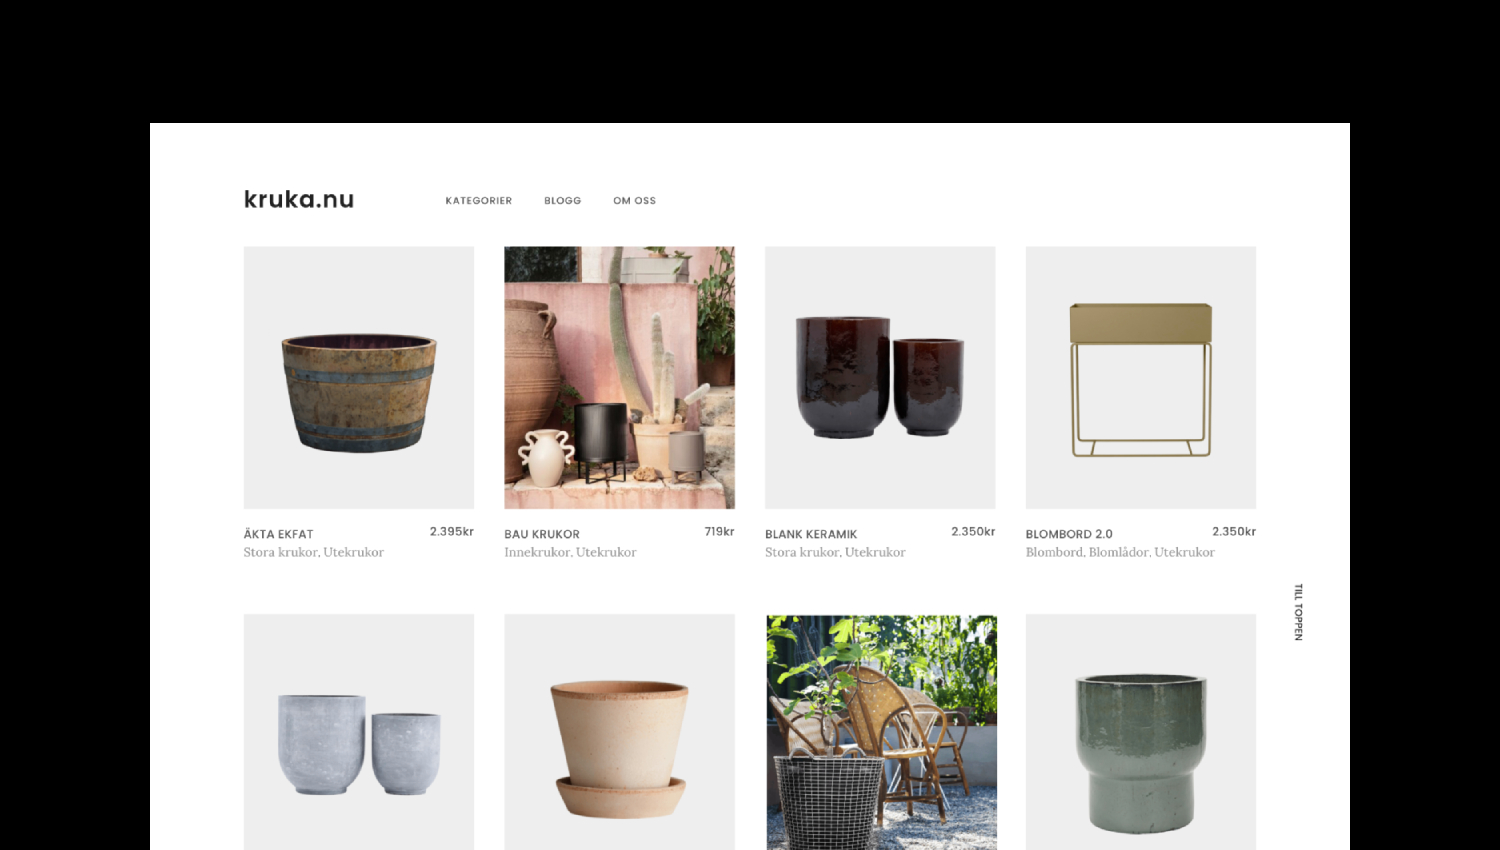 kruka.nu
KATEGORIER BLOGG OM OSS
ÄKTA EKFAT 2.395kr
Stora krukor, Utekrukor
BAU KRUKOR 719kr
Innekrukor, Utekrukor
BLANK KERAMIK 2.350kr
Stora krukor, Utekrukor
BLOMBORD 2.0 2.350kr
Blombord, Blomlådor, Utekrukor
TILL TOPPEN